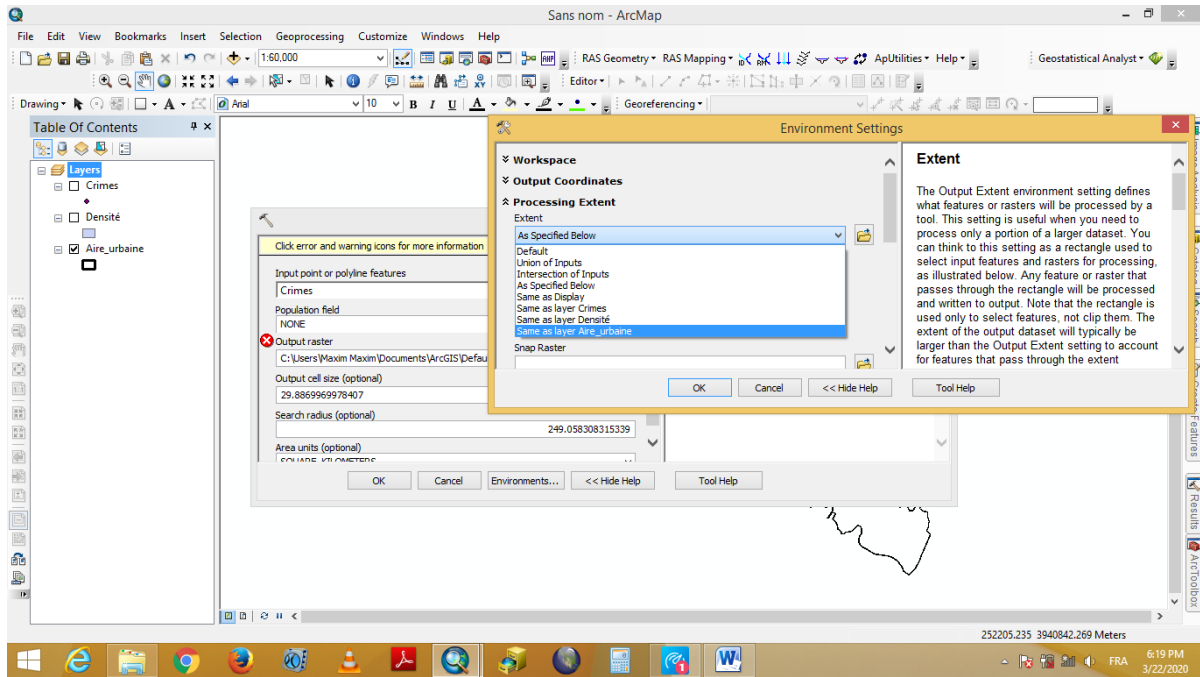 Sans nom - ArcMap
File Edit View Bookmarks Insert Selection Geoprocessing Customize Windows Help
1:60,000
RAS Geometry RAS Mapping ApUtilities Help
Geostatistical Analyst
Editor
Drawing A Arial 10 B I U A
Georeferencing
Table Of Contents
Layers
Crimes
Densité
Aire_urbaine
Click error and warning icons for more information
Input point or polyline features
Crimes
Population field
NONE
Output raster
C:\Users\Maxim Maxim\Documents\ArcGIS\Defau
Output cell size (optional)
29.8869969978407
Search radius (optional)
249.058308315339
Area units (optional)
SQUARE_KILOMETERS
OK Cancel Environments... << Hide Help Tool Help
Environment Settings
Workspace
Output Coordinates
Processing Extent
Extent
As Specified Below
Default
Union of Inputs
Intersection of Inputs
As Specified Below
Same as Display
Same as layer Crimes
Same as layer Densité
Same as layer Aire_urbaine
Snap Raster
OK Cancel << Hide Help Tool Help
Extent
The Output Extent environment setting defines
what features or rasters will be processed by a
tool. This setting is useful when you need to
process only a portion of a larger dataset. You
can think to this setting as a rectangle used to
select input features and rasters for processing,
as illustrated below. Any feature or raster that
passes through the rectangle will be processed
and written to output. Note that the rectangle is
used only to select features, not clip them. The
extent of the output dataset will typically be
larger than the Output Extent setting to account
for features that pass through the extent
Features
Results
ArcToolbox
252205.235 3940842.269 Meters
FRA
6:19 PM
3/22/2020